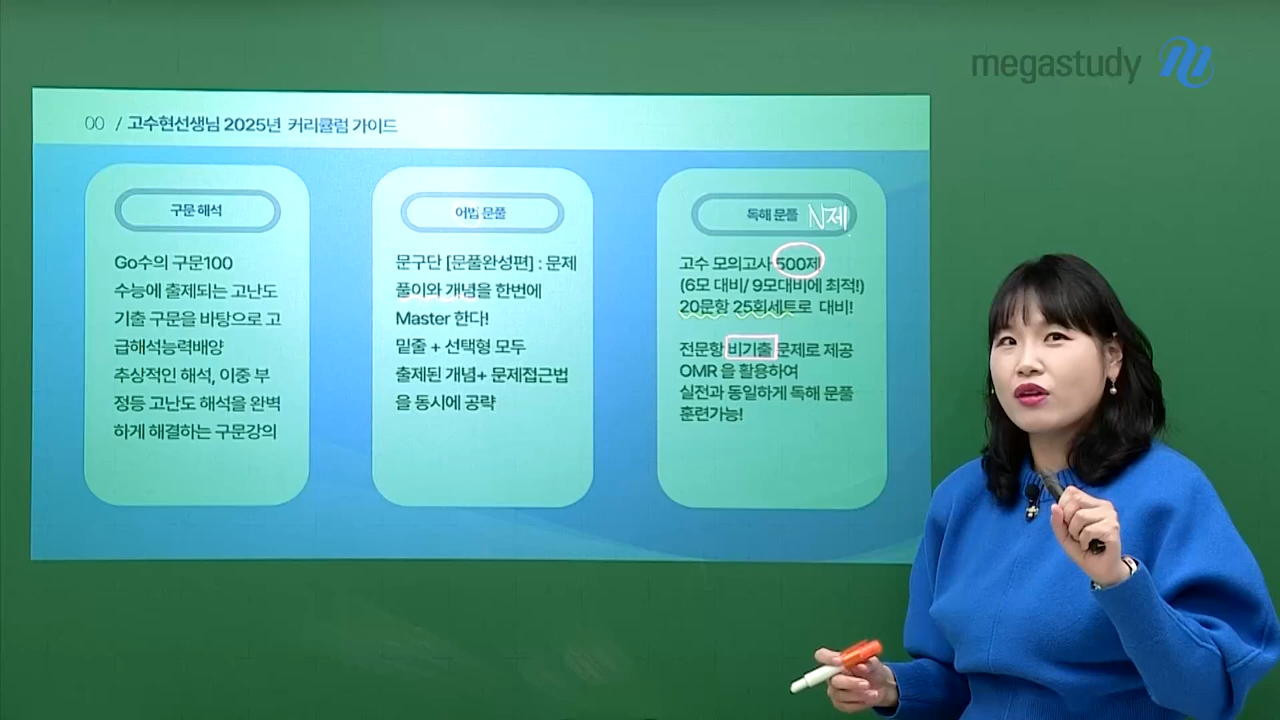 megastudy
00 / 고수현선생님 2025년 커리큘럼 가이드
구문 해석
Go수의 구문100
수능에 출제되는 고난도
기출 구문을 바탕으로 고
급해석능력배양
추상적인 해석, 이중 부
정등 고난도 해석을 완벽
하게 해결하는 구문강의
어법 문풀
문구단 [문풀완성편] : 문제
풀이와 개념을 한번에
Master 한다!
밑줄 + 선택형 모두
출제된 개념+ 문제접근법
을 동시에 공략
독해 문풀 N제
고수 모의고사 500제
(6모 대비/ 9모대비에 최적!)
20문항 25회세트로 대비!
전문항 비기출 문제로 제공
OMR 을 활용하여
실전과 동일하게 독해 문풀
훈련가능!